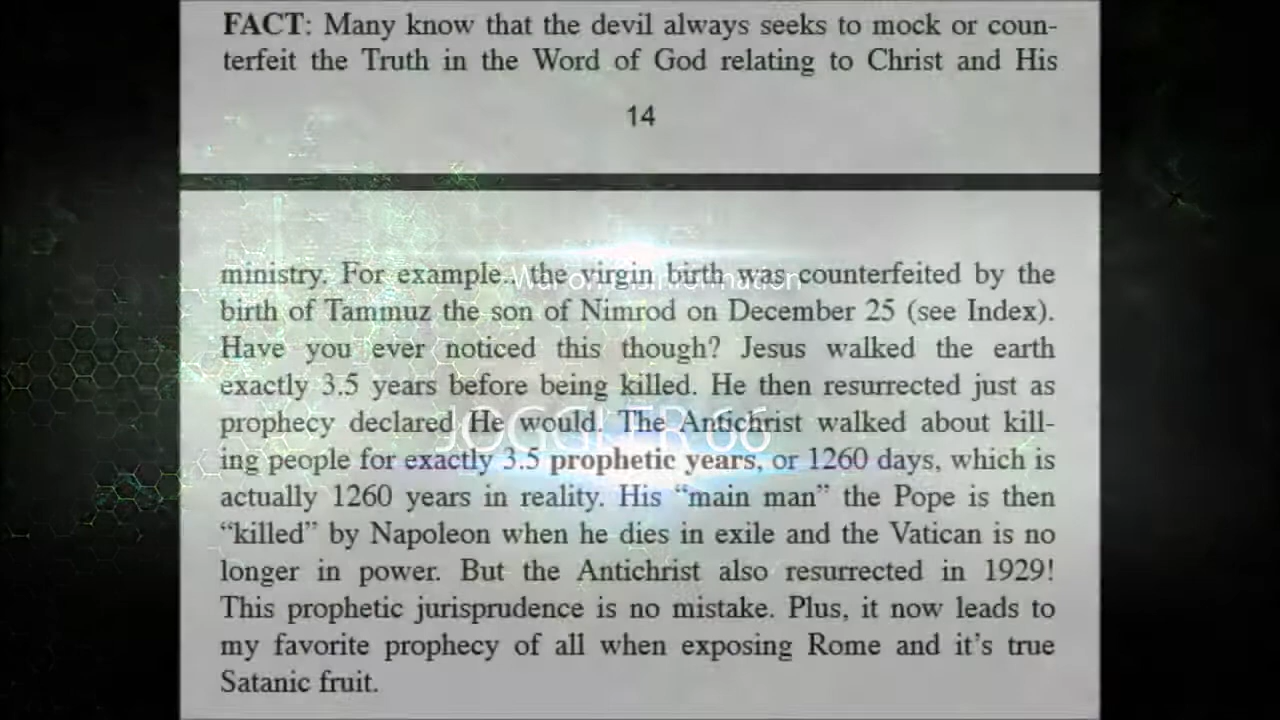 FACT: Many know that the devil always seeks to mock or coun-
terfeit the Truth in the Word of God relating to Christ and His
14
ministry. For example.. the virgin birth was counterfeited by the
War on Disinformation
birth of Tammuz the son of Nimrod on December 25 (see Index).
Have you ever noticed this though? Jesus walked the earth
exactly 3.5 years before being killed. He then resurrected just as
prophecy declared He would. The Antichrist walked about kill-
JOGGLER66
ing people for exactly 3.5 prophetic years, or 1260 days, which is
actually 1260 years in reality. His “main man” the Pope is then
“killed” by Napoleon when he dies in exile and the Vatican is no
longer in power. But the Antichrist also resurrected in 1929!
This prophetic jurisprudence is no mistake. Plus, it now leads to
my favorite prophecy of all when exposing Rome and it’s true
Satanic fruit.